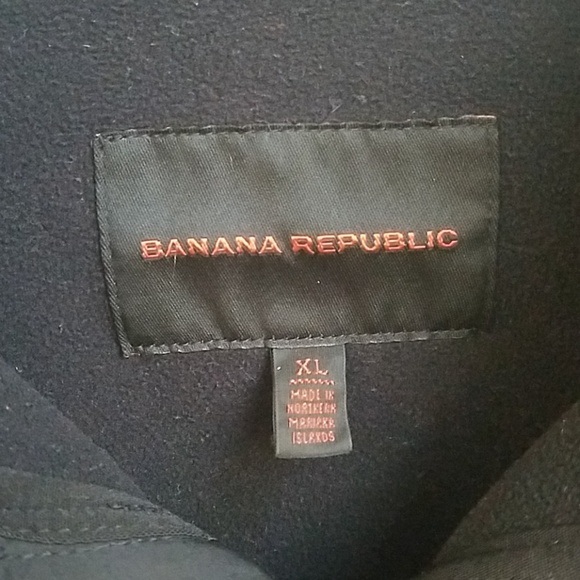 BANANA REPUBLIC
XL
MADE IN
NORTHERN
MARIANA
ISLANDS